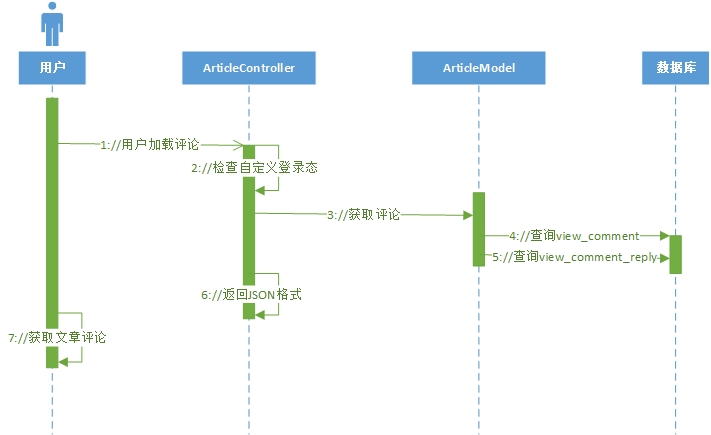 用户
ArticleController
ArticleModel
数据库
1://用户加载评论
2://检查自定义登录态
3://获取评论
4://查询view_comment
5://查询view_comment_reply
6://返回JSON格式
7://获取文章评论